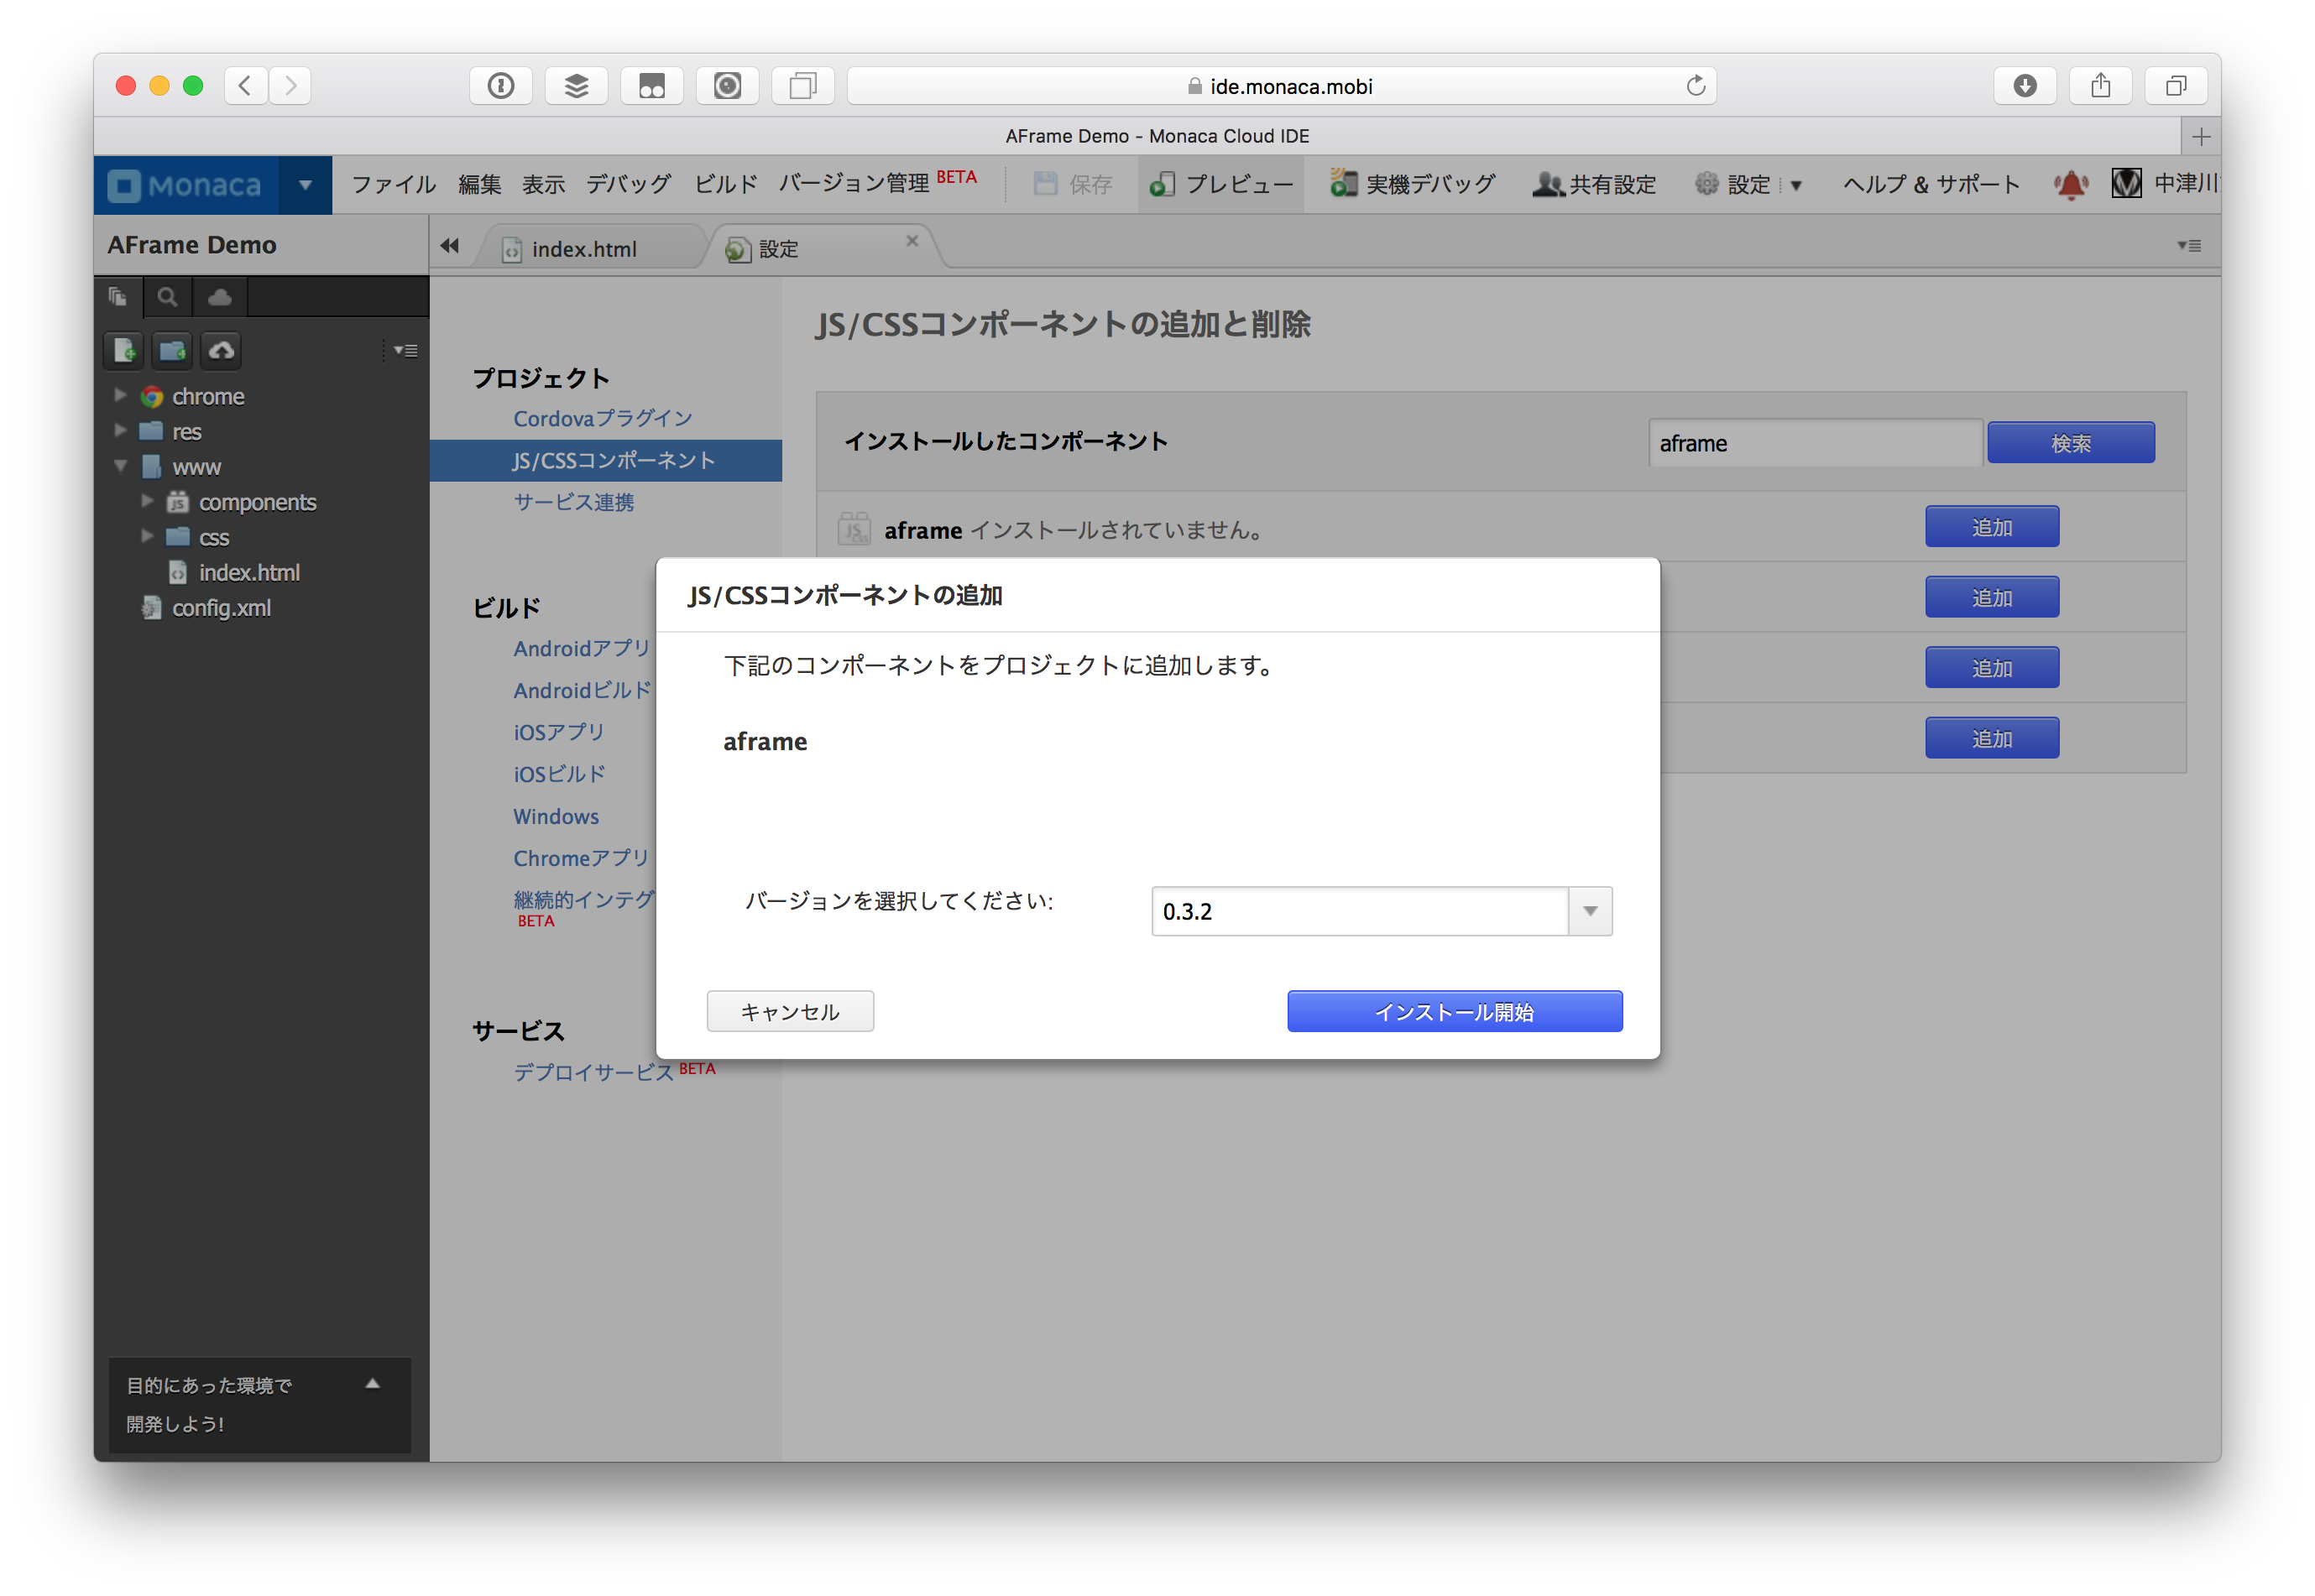 ide.monaca.mobi
AFrame Demo - Monaca Cloud IDE
Monaca ファイル 編集 表示 デバッグ ビルド バージョン管理 BETA 保存 プレビュー 実機デバッグ 共有設定 設定 ヘルプ & サポート 中津川
AFrame Demo
index.html
設定
chrome
res
www
components
css
index.html
config.xml
目的にあった環境で
開発しよう!
プロジェクト
Cordovaプラグイン
JS/CSSコンポーネント
サービス連携
ビルド
Androidアプリ
Androidビルド
iOSアプリ
iOSビルド
Windows
Chromeアプリ
継続的インテグ
BETA
サービス
デプロイサービス BETA
JS/CSSコンポーネントの追加と削除
インストールしたコンポーネント
aframe
検索
aframe インストールされていません。
追加
追加
追加
追加
JS/CSSコンポーネントの追加
下記のコンポーネントをプロジェクトに追加します。
aframe
バージョンを選択してください:
0.3.2
キャンセル
インストール開始